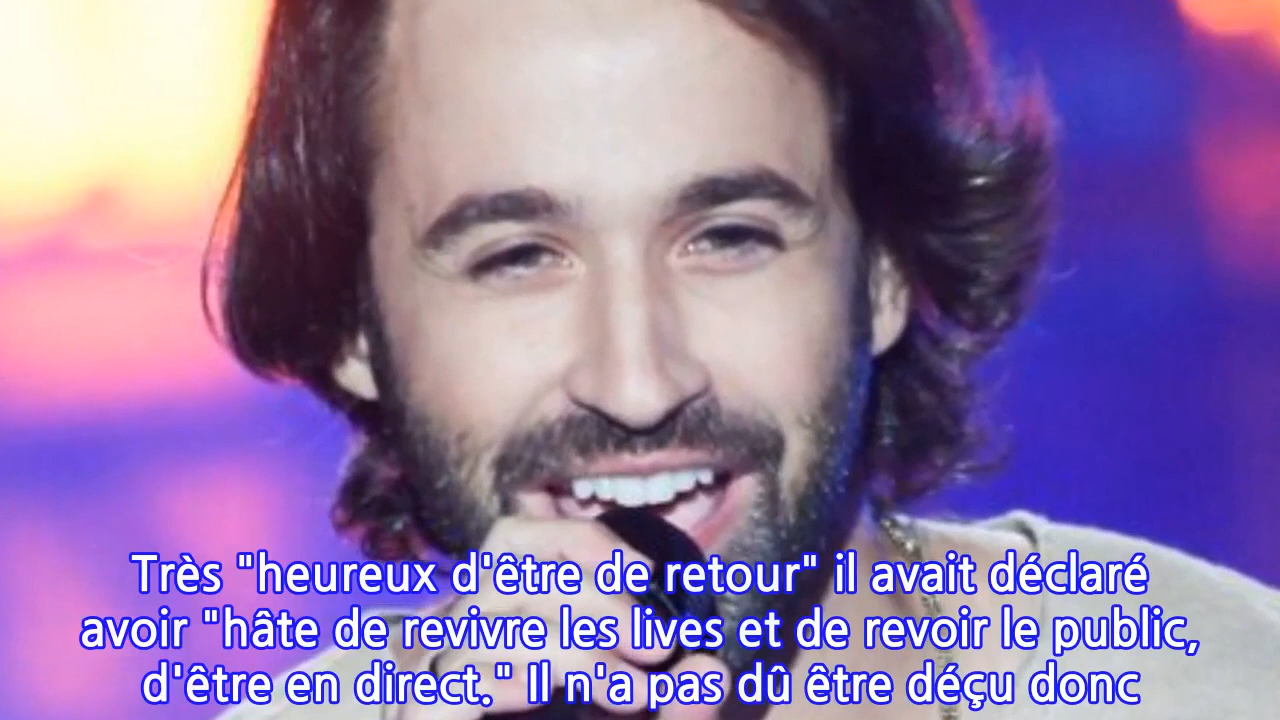 Très "heureux d'être de retour" il avait déclaré
avoir "hâte de revivre les lives et de revoir le public,
d'être en direct." Il n'a pas dû être déçu donc